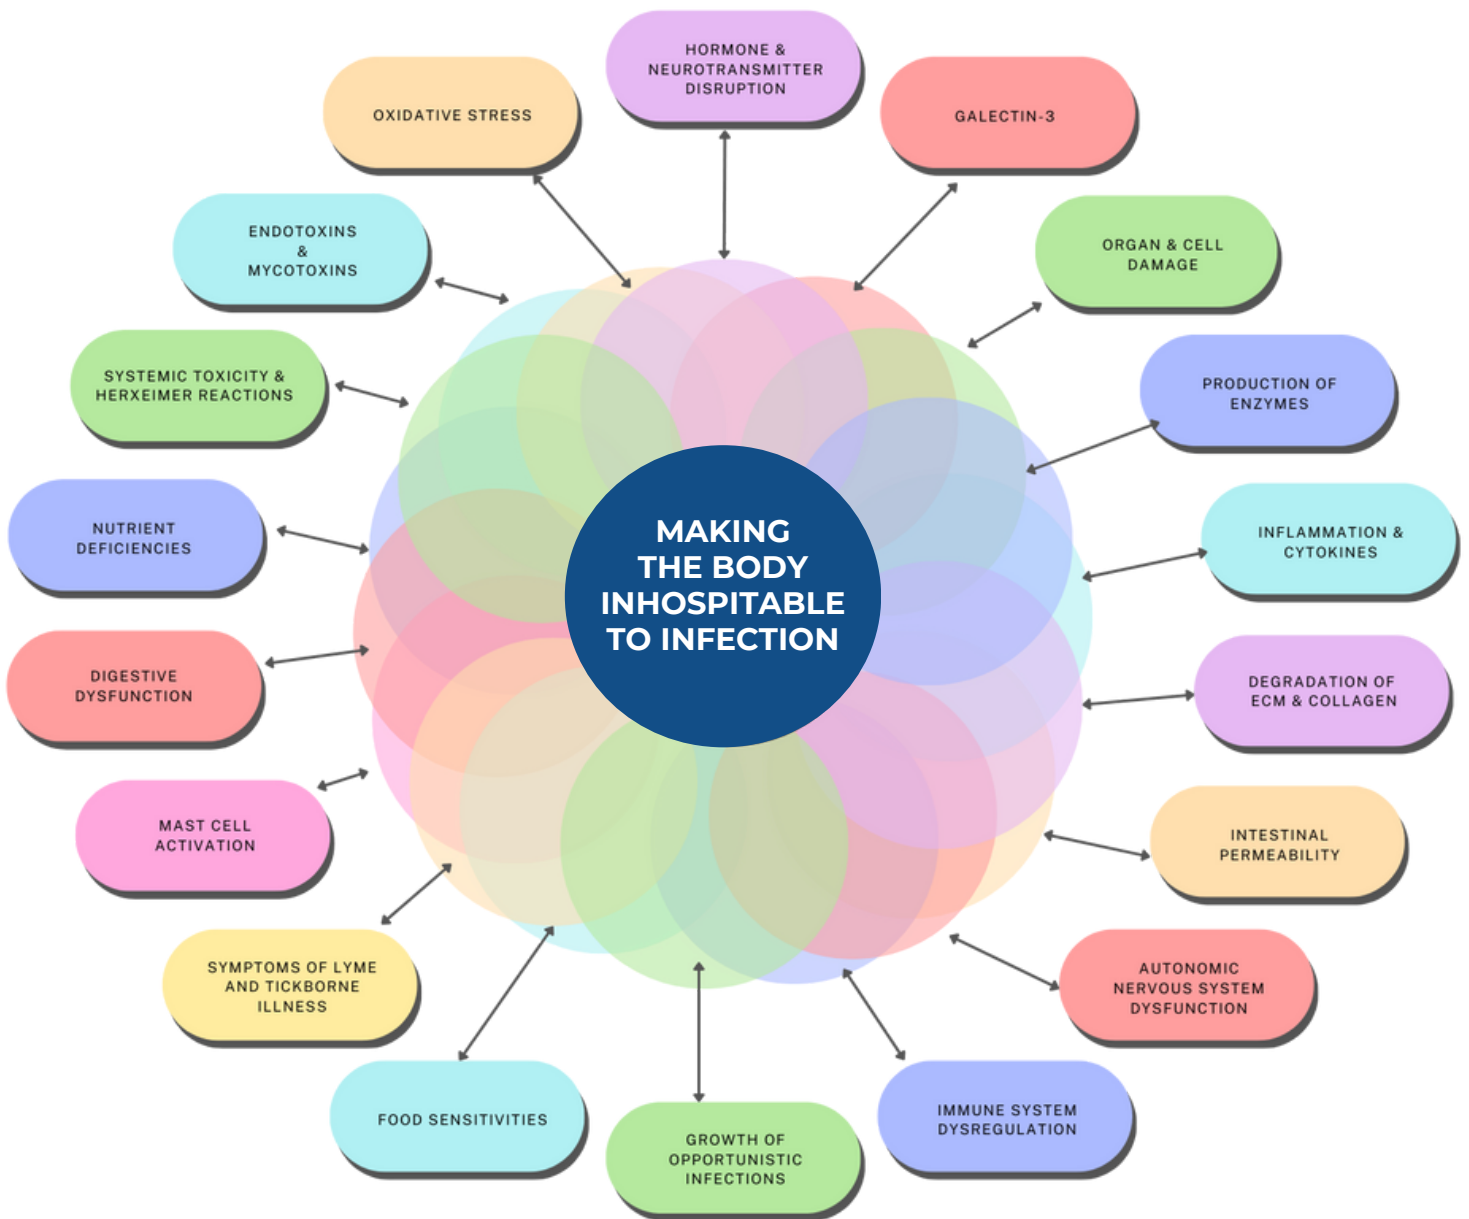 HORMONE &
NEUROTRANSMITTER
DISRUPTION
GALECTIN-3
ORGAN & CELL
DAMAGE
PRODUCTION OF
ENZYMES
INFLAMMATION &
CYTOKINES
DEGRADATION OF
ECM & COLLAGEN
INTESTINAL
PERMEABILITY
AUTONOMIC
NERVOUS SYSTEM
DYSFUNCTION
IMMUNE SYSTEM
DYSREGULATION
GROWTH OF
OPPORTUNISTIC
INFECTIONS
FOOD SENSITIVITIES
SYMPTOMS OF LYME
AND TICKBORNE
ILLNESS
MAST CELL
ACTIVATION
DIGESTIVE
DYSFUNCTION
NUTRIENT
DEFICIENCIES
SYSTEMIC TOXICITY &
HERXEIMER REACTIONS
ENDOTOXINS
&
MYCOTOXINS
OXIDATIVE STRESS
MAKING
THE BODY
INHOSPITABLE
TO INFECTION